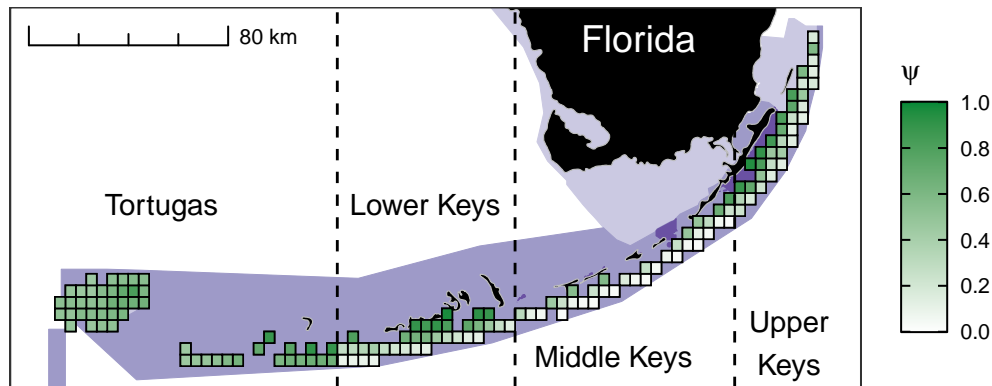 80 km
Florida
Tortugas
Lower Keys
Middle Keys
Upper
Keys
ψ
1.0
0.8
0.6
0.4
0.2
0.0